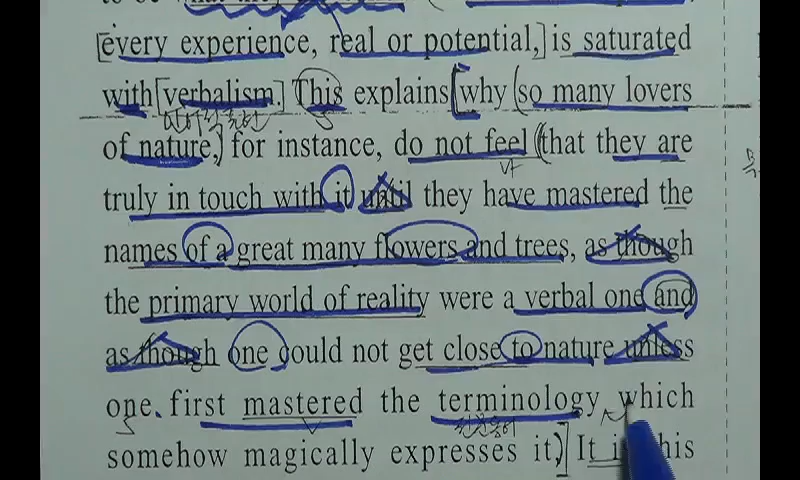 every experience, real or potential, is saturated
with verbalism. This explains why (so many lovers
of nature,) for instance, do not feel (that they are
truly in touch with it until they have mastered the
names of a great many flowers and trees, as though
the primary world of reality were a verbal one and
as though one could not get close to nature unless
one first mastered the terminology which
somehow magically expresses it.) It is this